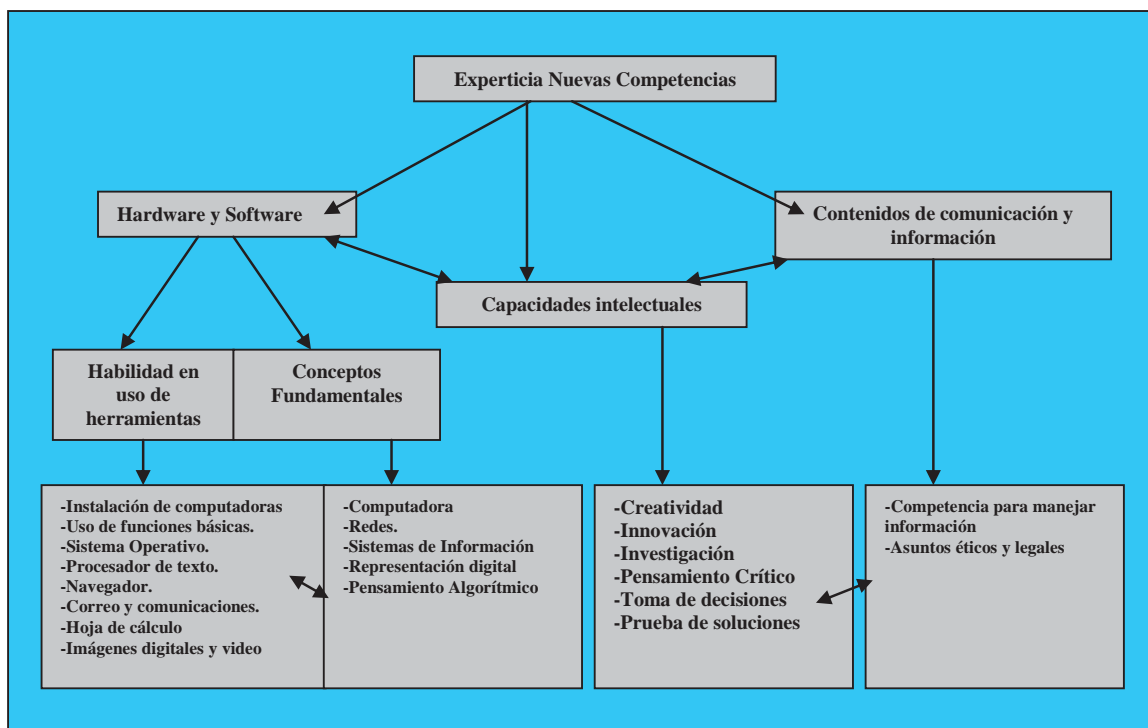 Experticia Nuevas Competencias
Hardware y Software
Contenidos de comunicación y
información
Capacidades intelectuales
Habilidad en
uso de
herramientas
Conceptos
Fundamentales
-Instalación de computadoras
-Uso de funciones básicas.
-Sistema Operativo.
-Procesador de texto.
-Navegador.
-Correo y comunicaciones.
-Hoja de cálculo
-Imágenes digitales y video
-Computadora
-Redes.
-Sistemas de Información
-Representación digital
-Pensamiento Algorítmico
-Creatividad
-Innovación
-Investigación
-Pensamiento Crítico
-Toma de decisiones
-Prueba de soluciones
-Competencia para manejar
información
-Asuntos éticos y legales